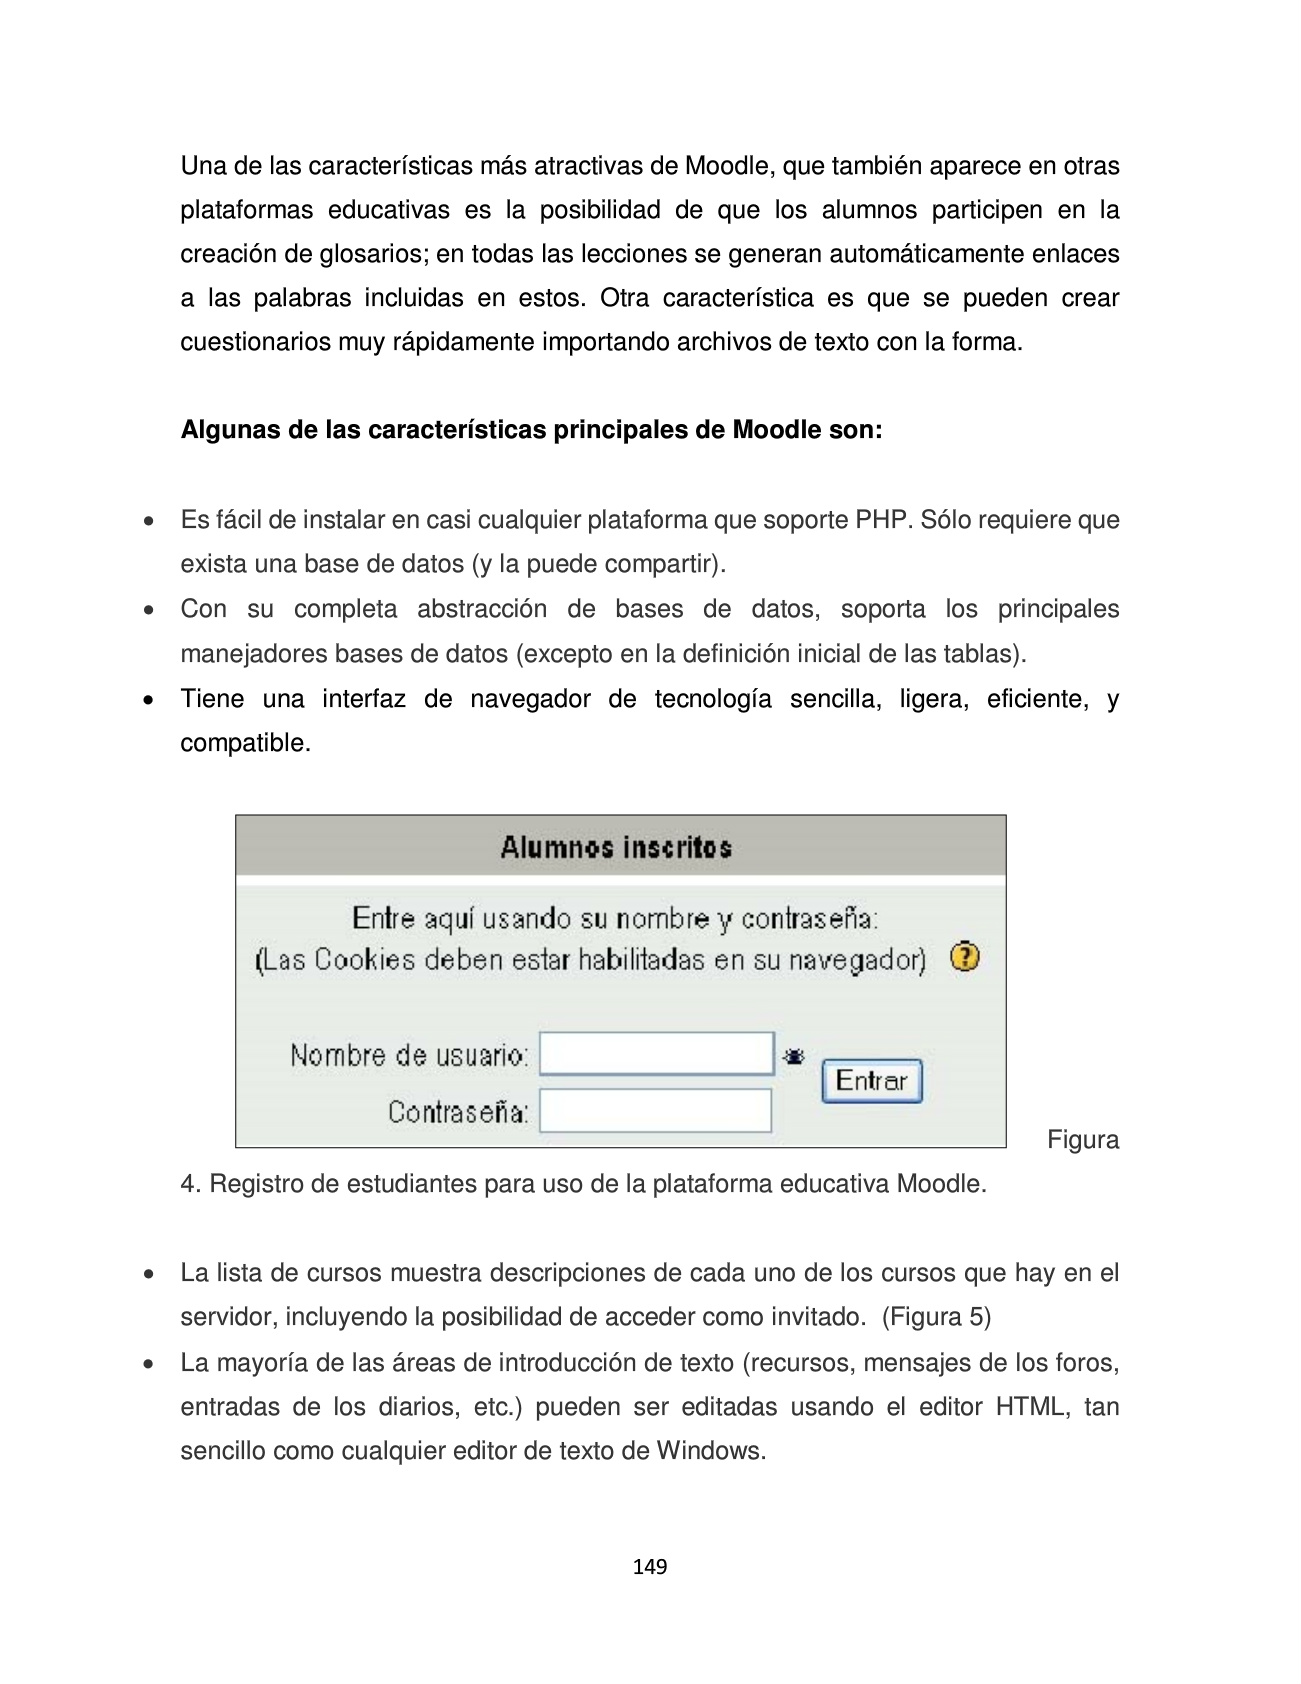 Una de las características más atractivas de Moodle, que también aparece en otras
plataformas educativas es la posibilidad de que los alumnos participen en la
creación de glosarios; en todas las lecciones se generan automáticamente enlaces
a las palabras incluidas en estos. Otra característica es que se pueden crear
cuestionarios muy rápidamente importando archivos de texto con la forma.
Algunas de las características principales de Moodle son:
• Es fácil de instalar en casi cualquier plataforma que soporte PHP. Sólo requiere que
exista una base de datos (y la puede compartir).
• Con su completa abstracción de bases de datos, soporta los principales
manejadores bases de datos (excepto en la definición inicial de las tablas).
• Tiene una interfaz de navegador de tecnología sencilla, ligera, eficiente, y
compatible.
Alumnos inscritos
Entre aquí usando su nombre y contraseña:
(Las Cookies deben estar habilitadas en su navegador) ?
Nombre de usuario:
Entrar
Contraseña:
Figura
4. Registro de estudiantes para uso de la plataforma educativa Moodle.
• La lista de cursos muestra descripciones de cada uno de los cursos que hay en el
servidor, incluyendo la posibilidad de acceder como invitado. (Figura 5)
• La mayoría de las áreas de introducción de texto (recursos, mensajes de los foros,
entradas de los diarios, etc.) pueden ser editadas usando el editor HTML, tan
sencillo como cualquier editor de texto de Windows.
149